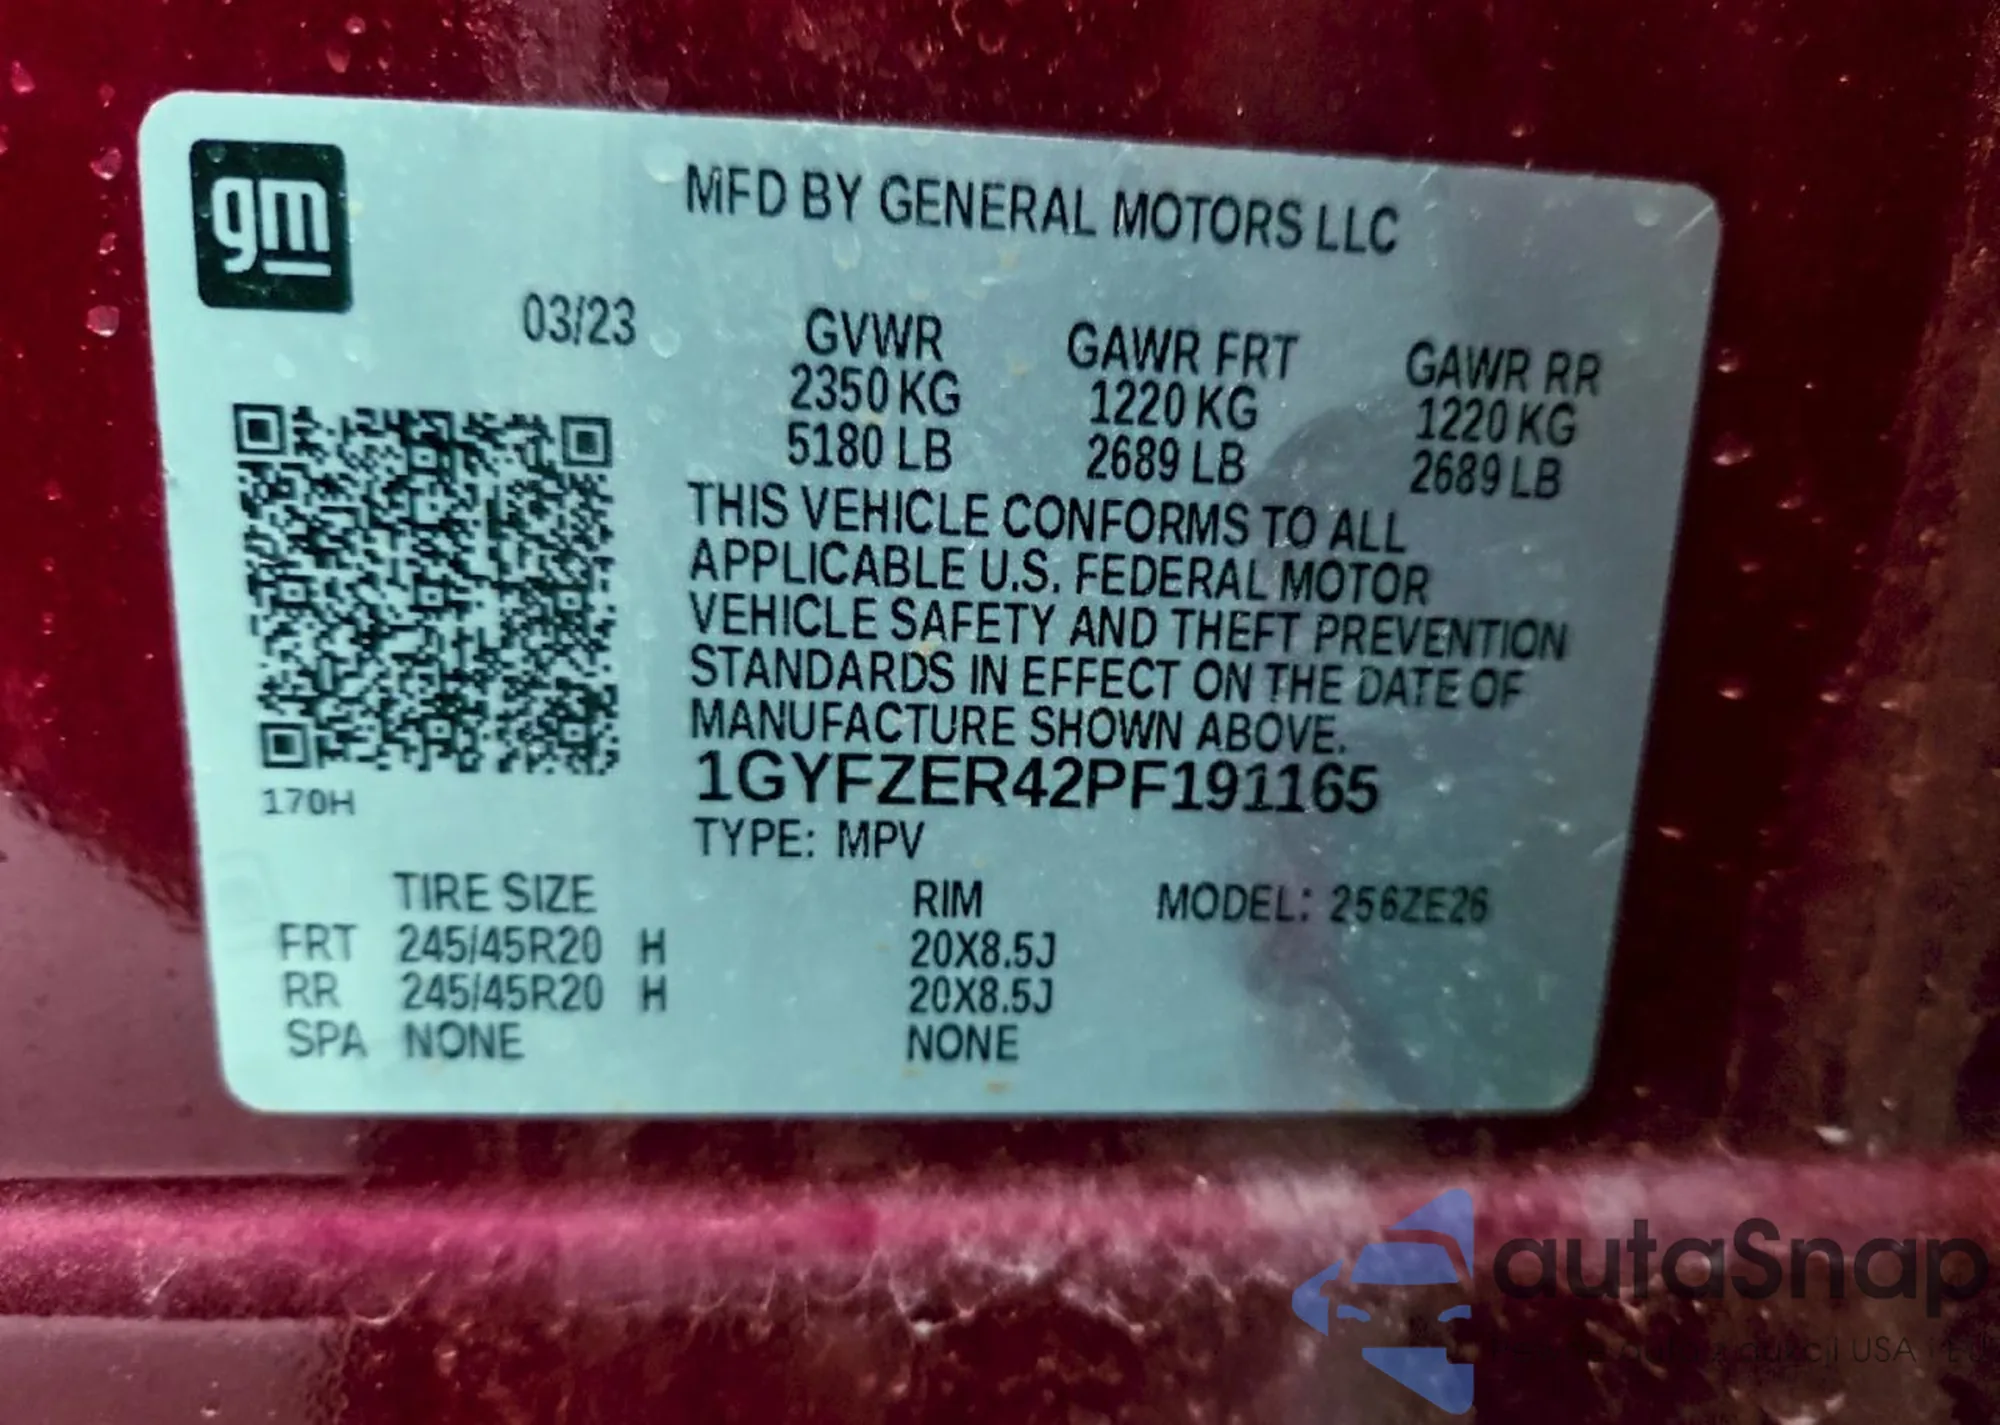 gm
MFD BY GENERAL MOTORS LLC
03/23
GVWR GAWR FRT GAWR RR
2350 KG 1220 KG 1220 KG
5180 LB 2689 LB 2689 LB
THIS VEHICLE CONFORMS TO ALL
APPLICABLE U.S. FEDERAL MOTOR
VEHICLE SAFETY AND THEFT PREVENTION
STANDARDS IN EFFECT ON THE DATE OF
MANUFACTURE SHOWN ABOVE.
1GYFZER42PF191165
170H
TYPE: MPV
TIRE SIZE RIM MODEL: 256ZE26
FRT 245/45R20 H 20X8.5J
RR 245/45R20 H 20X8.5J
SPA NONE NONE
autaSnap
aukcji USA i EU